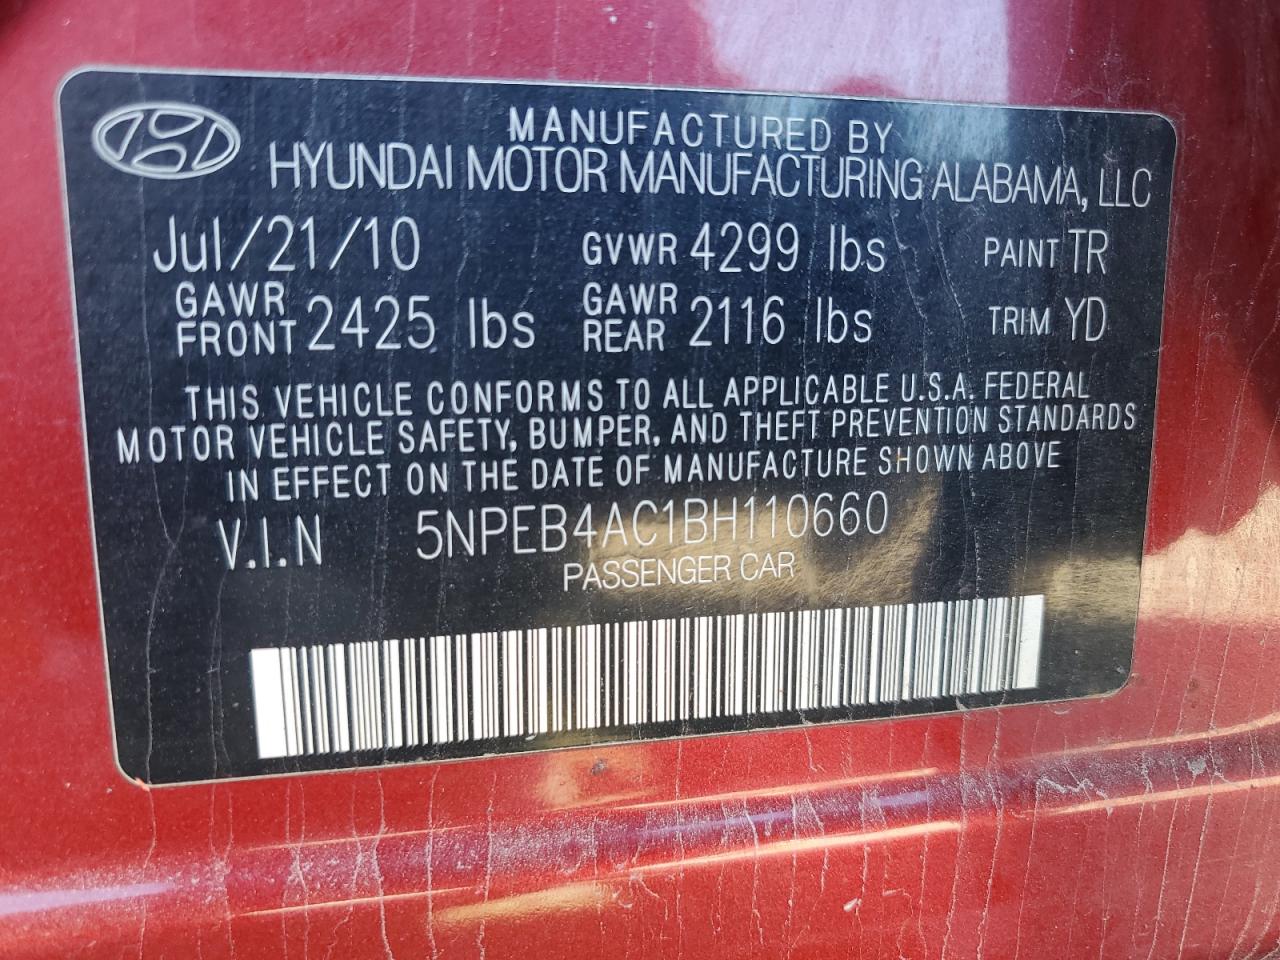 MANUFACTURED BY
HYUNDAI MOTOR MANUFACTURING ALABAMA, LLC
Jul/21/10 GVWR 4299 lbs PAINT TR
GAWR FRONT 2425 lbs GAWR REAR 2116 lbs TRIM YD
THIS VEHICLE CONFORMS TO ALL APPLICABLE U.S.A. FEDERAL
MOTOR VEHICLE SAFETY, BUMPER, AND THEFT PREVENTION STANDARDS
IN EFFECT ON THE DATE OF MANUFACTURE SHOWN ABOVE
V.I.N 5NPEB4AC1BH110660
PASSENGER CAR